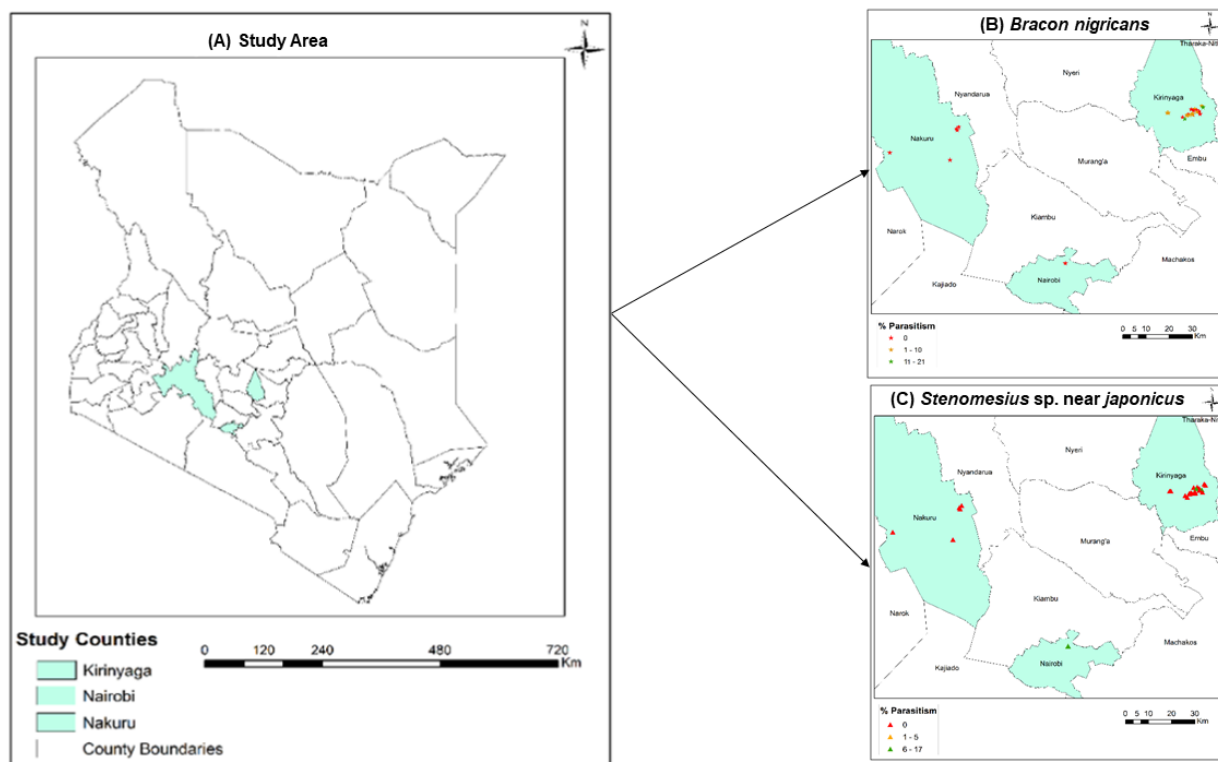 (A) Study Area
N
Study Counties
Kirinyaga
Nairobi
Nakuru
County Boundaries
0 120 240 480 720
Km
(B) Bracon nigricans
N
Tharaka-Nit
Nyeri
Nyandarua
Kirinyaga
Nakuru
Murang'a
Embu
Kiambu
Narok
Machakos
Nairobi
Kajiado
% Parasitism
0
1 - 10
11 - 21
0 5 10 20 30
Km
(C) Stenomesius sp. near japonicus
N
Tharaka-Nit
Nyeri
Nyandarua
Kirinyaga
Nakuru
Murang'a
Embu
Kiambu
Narok
Machakos
Nairobi
Kajiado
% Parasitism
0
1 - 5
6 - 17
0 5 10 20 30
Km